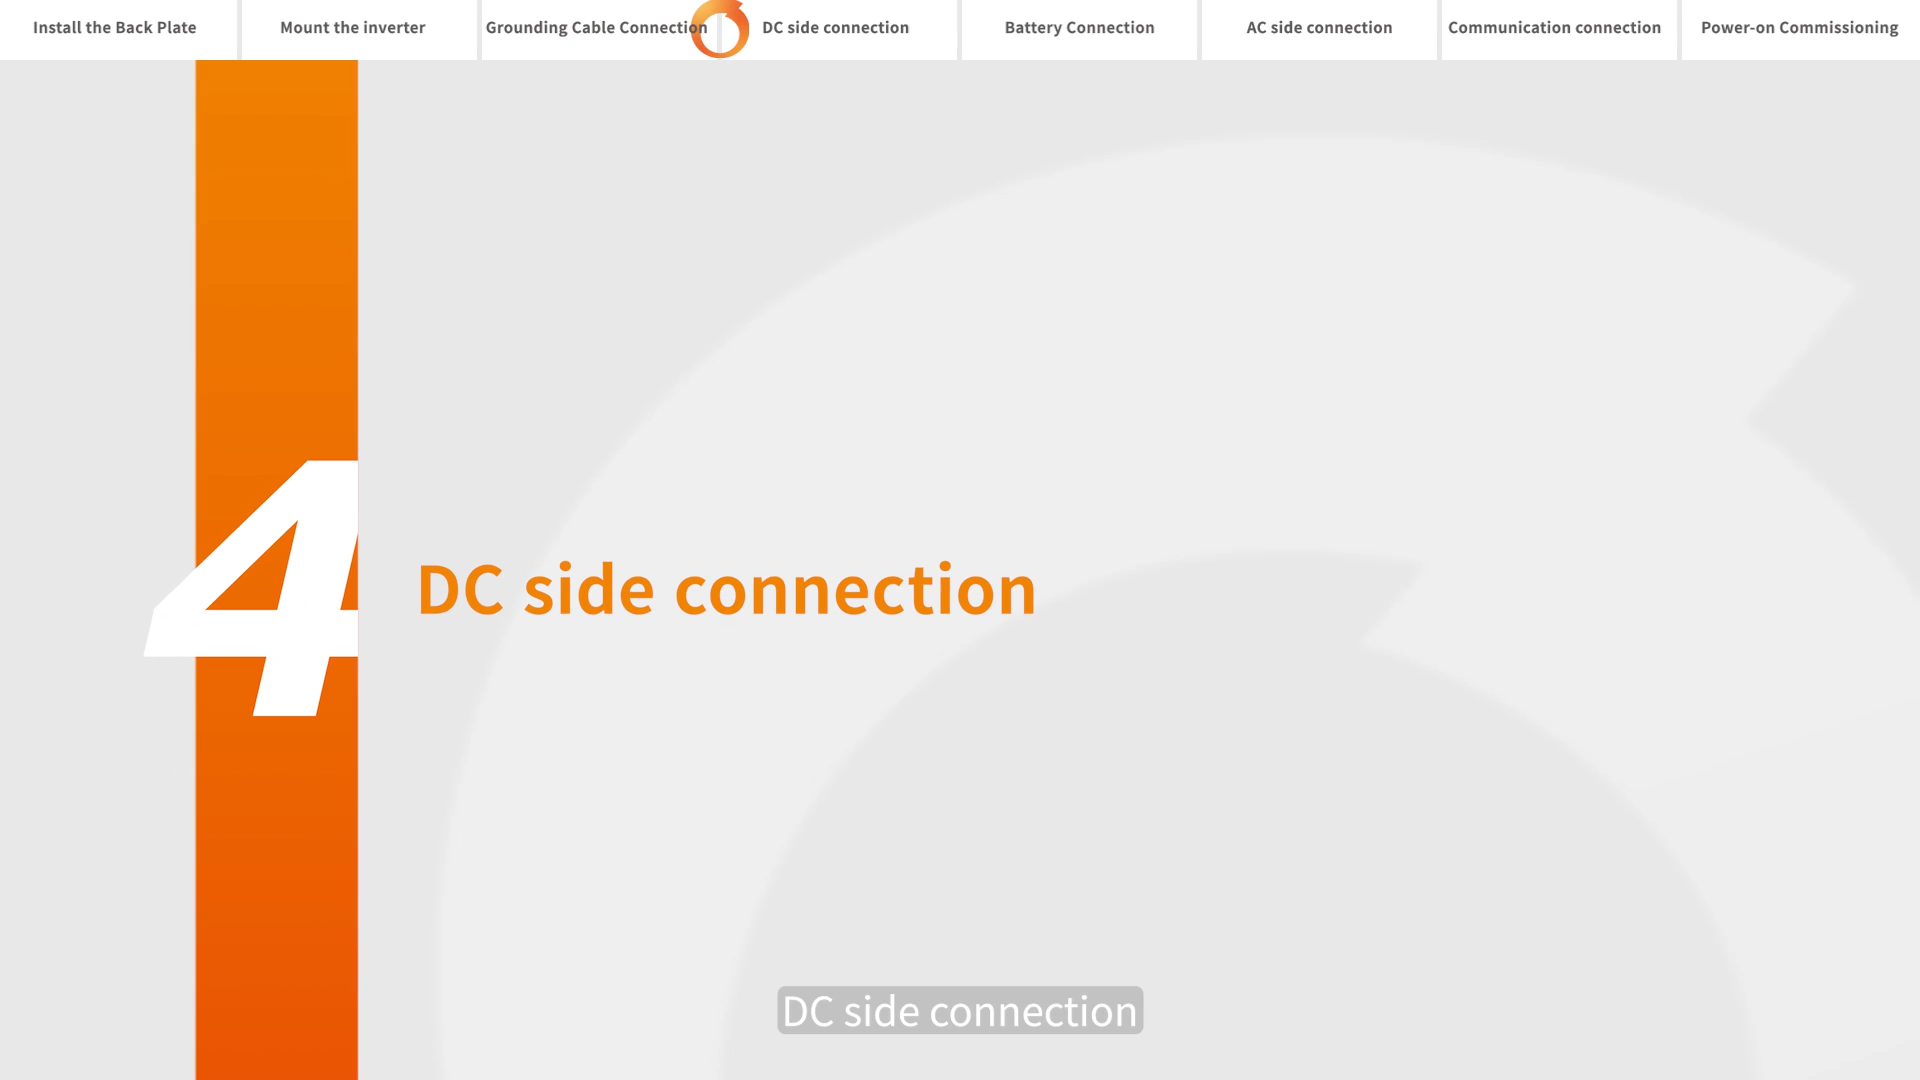 Install the Back Plate
Mount the inverter
Grounding Cable Connection
DC side connection
Battery Connection
AC side connection
Communication connection
Power-on Commissioning
4
DC side connection
DC side connection